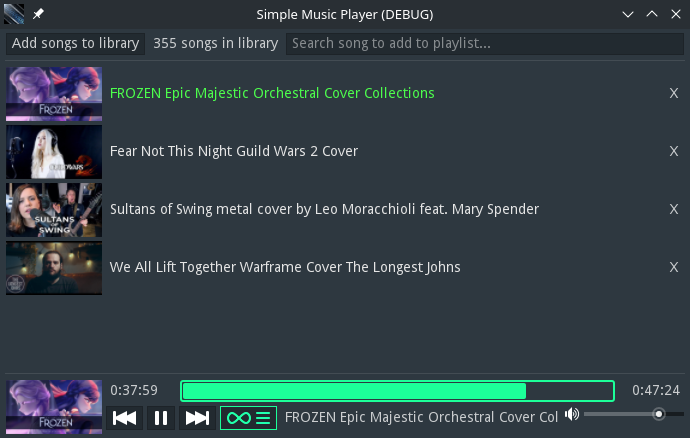 Simple Music Player (DEBUG)
Add songs to library 355 songs in library Search song to add to playlist...
FROZEN
FROZEN Epic Majestic Orchestral Cover Collections X
Fear Not This Night Guild Wars 2 Cover X
SULTANS
OF
SWING
Sultans of Swing metal cover by Leo Moracchioli feat. Mary Spender X
We All Lift Together Warframe Cover The Longest Johns X
FROZEN
0:37:59 0:47:24
FROZEN Epic Majestic Orchestral Cover Col